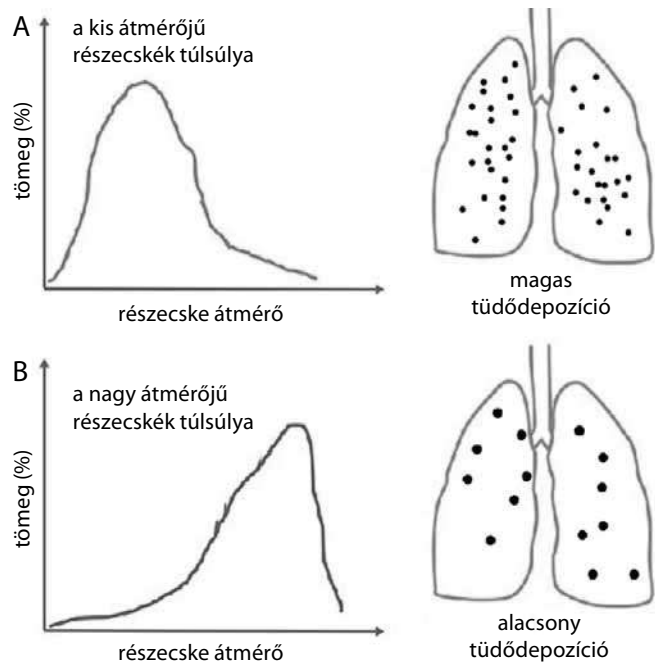 A
a kis átmérőjű
részecskék túlsúlya
tömeg (%)
részecske átmérő
magas
tüdődepozíció
B
a nagy átmérőjű
részecskék túlsúlya
tömeg (%)
részecske átmérő
alacsony
tüdődepozíció